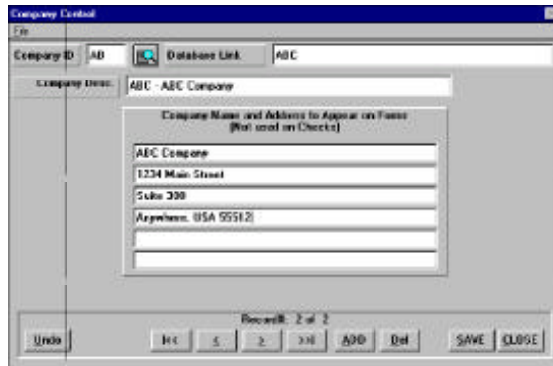 Company Control
File
Company ID AB Database Link ABC
Company Desc. ABC - ABC Company
Company Name and Address to Appear on Forms
(Not used on Checks)
ABC Company
1234 Main Street
Suite 300
Anywhere, USA 55512
Record#: 2 of 2
Undo |<< < > >>| ADD Del SAVE CLOSE